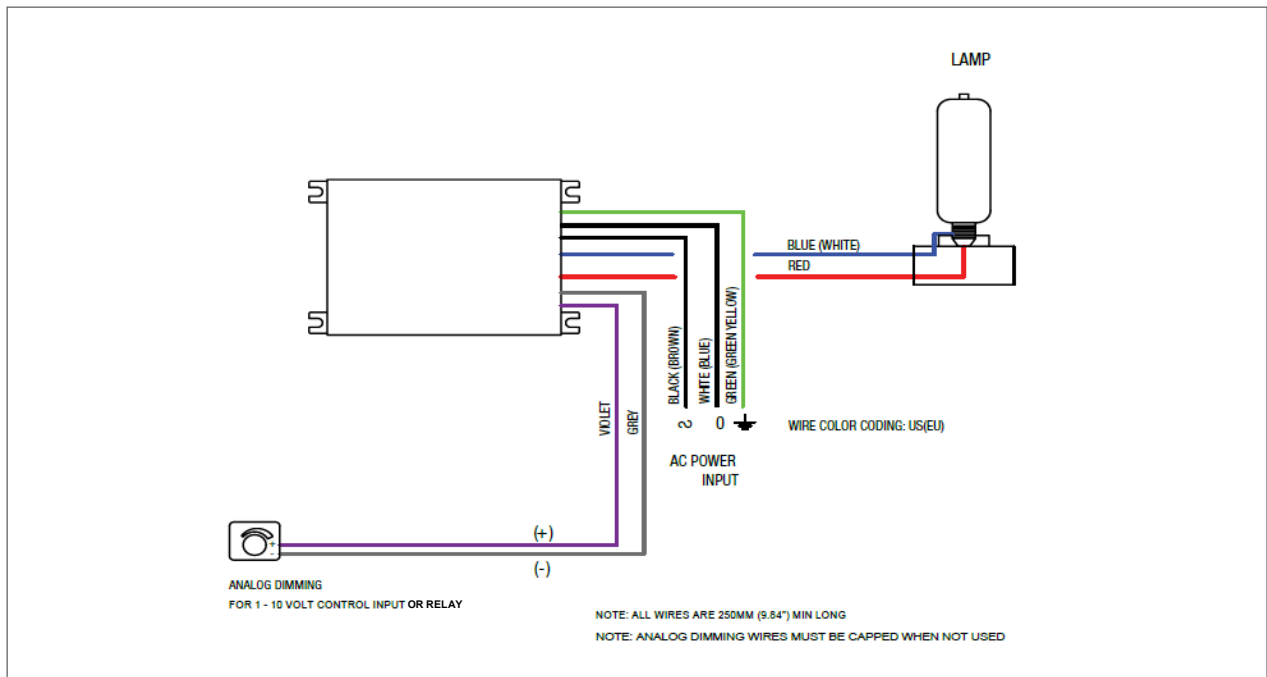 LAMP
BLUE (WHITE)
RED
BLACK (BROWN)
WHITE (BLUE)
GREEN (GREEN YELLOW)
VIOLET
GREY
0
WIRE COLOR CODING: US(EU)
AC POWER
INPUT
(+)
(-)
+
-
ANALOG DIMMING
FOR 1 - 10 VOLT CONTROL INPUT OR RELAY
NOTE: ALL WIRES ARE 250MM (9.84") MIN LONG
NOTE: ANALOG DIMMING WIRES MUST BE CAPPED WHEN NOT USED